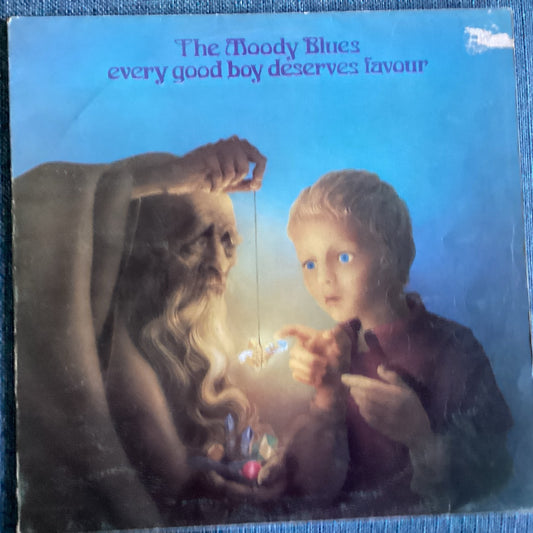 The Moody Blues
every good boy deserves favour